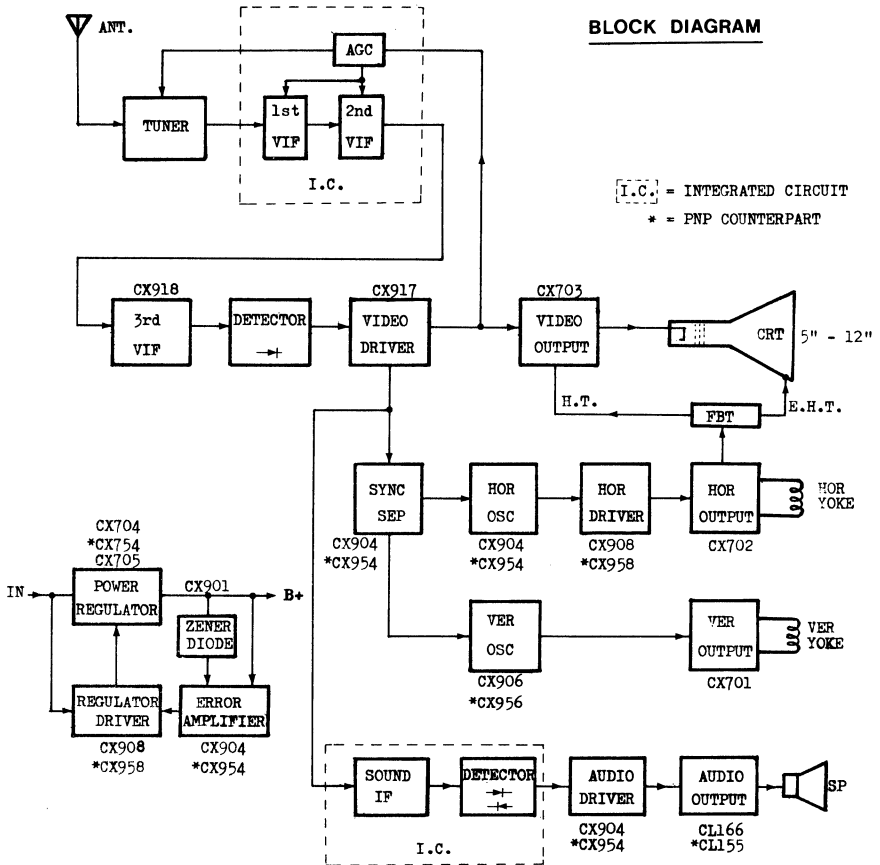 BLOCK DIAGRAM
ANT.
AGC
TUNER
1st
VIF
2nd
VIF
I.C.
I.C. = INTEGRATED CIRCUIT
* = PNP COUNTERPART
CX918
3rd
VIF
DETECTOR
CX917
VIDEO
DRIVER
CX703
VIDEO
OUTPUT
CRT
5" - 12"
H.T.
FBT
E.H.T.
SYNC
SEP
CX904
*CX954
HOR
OSC
CX904
*CX954
HOR
DRIVER
CX908
*CX958
HOR
OUTPUT
CX702
HOR
YOKE
CX704
*CX754
CX705
IN
POWER
REGULATOR
CX901
B+
ZENER
DIODE
REGULATOR
DRIVER
CX908
*CX958
ERROR
AMPLIFIER
CX904
*CX954
VER
OSC
CX906
*CX956
VER
OUTPUT
CX701
VER
YOKE
SOUND
IF
DETECTOR
I.C.
AUDIO
DRIVER
CX904
*CX954
AUDIO
OUTPUT
CL166
*CL155
SP